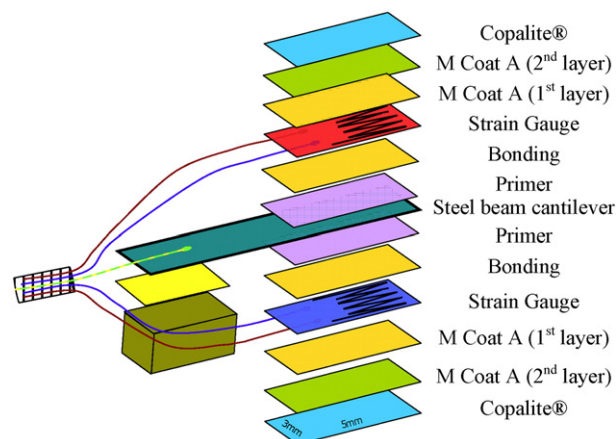 Copalite®
M Coat A (2nd layer)
M Coat A (1st layer)
Strain Gauge
Bonding
Primer
Steel beam cantilever
Primer
Bonding
Strain Gauge
M Coat A (1st layer)
M Coat A (2nd layer)
Copalite®
3mm
5mm